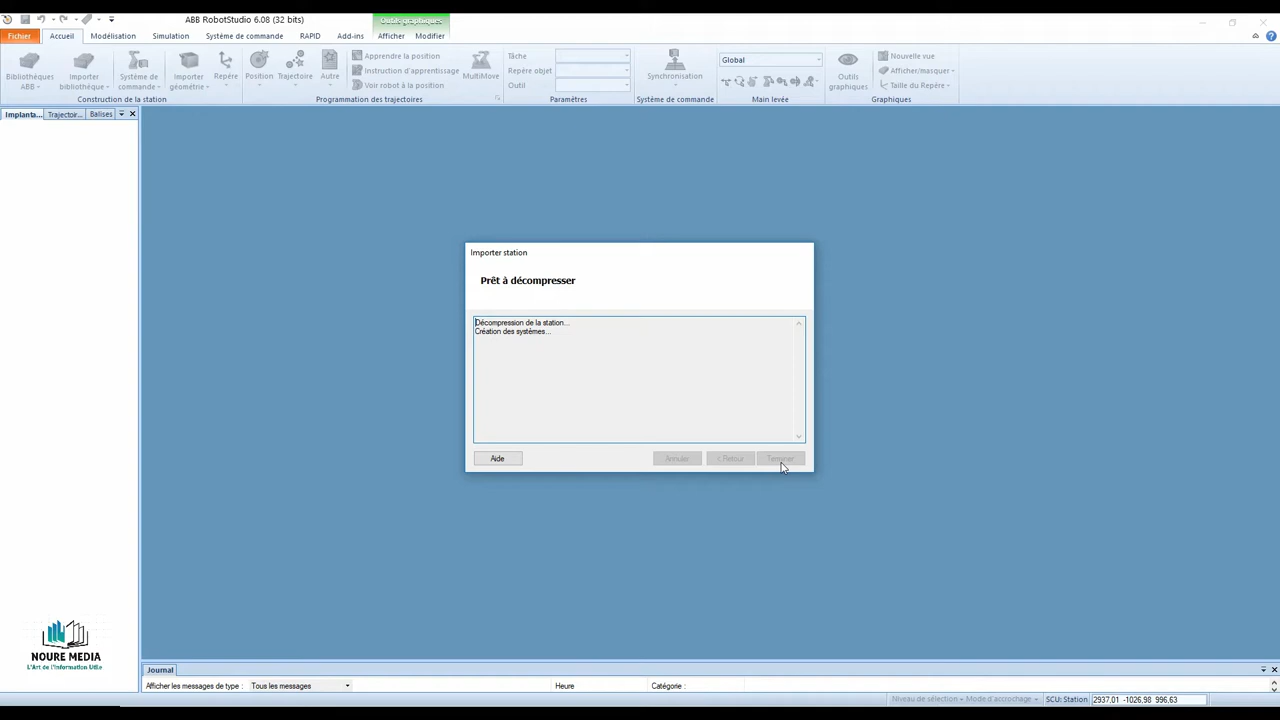 ABB RobotStudio 6.08 (32 bits)
Outils graphiques
Fichier Accueil Modélisation Simulation Système de commande RAPID Add-ins Afficher Modifier
Bibliothèques ABB
Importer bibliothèque
Système de commande
Importer géométrie
Repère
Position
Trajectoire
Autre
Apprendre la position
Instruction d'apprentissage
Voir robot à la position
MultiMove
Tâche
Repère objet
Outil
Synchronisation
Global
Outils graphiques
Nouvelle vue
Afficher/masquer
Taille du Repère
Construction de la station
Programmation des trajectoires
Paramètres
Système de commande
Main levée
Graphiques
Implanta... Trajectoir... Balises
Importer station
Prêt à décompresser
Décompression de la station...
Création des systèmes...
Aide
Annuler
< Retour
Terminer
NOURE MEDIA
L'Art de l'Information Utile
Journal
Afficher les messages de type : Tous les messages Heure Catégorie :
Niveau de sélection Mode d'accrochage SCU: Station 2937,01 -1026,98 996,63